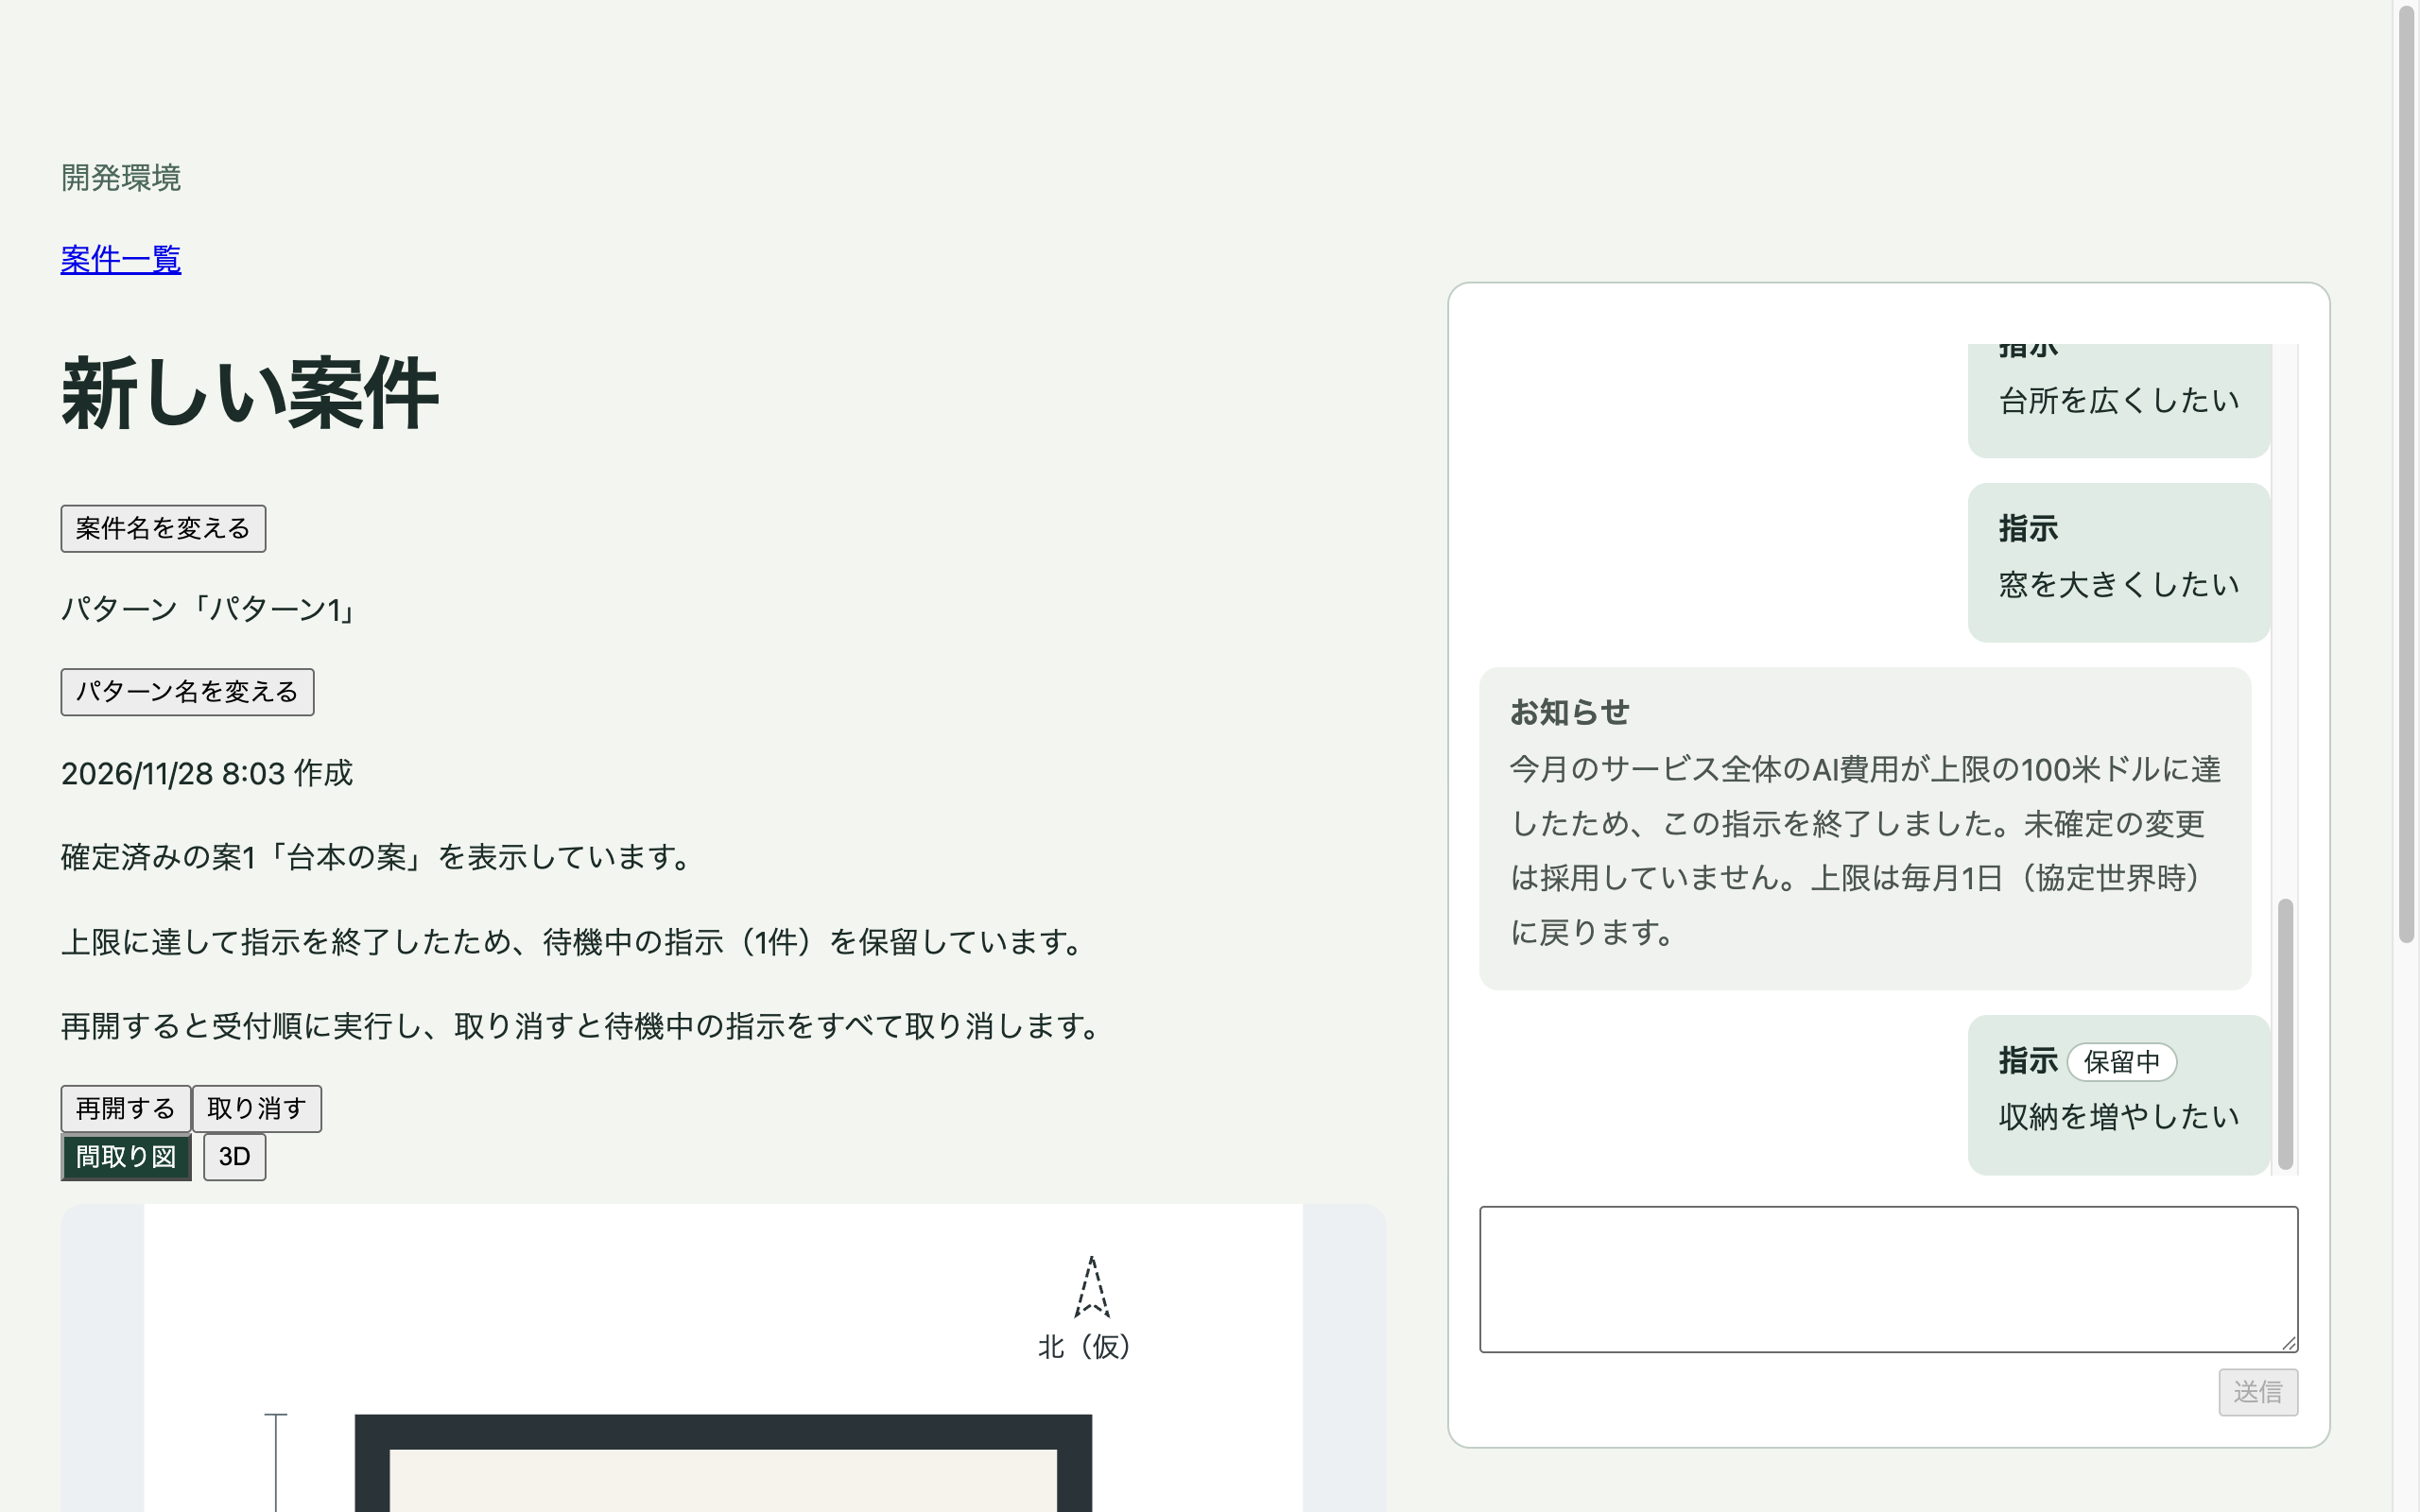 開発環境
案件一覧
新しい案件
案件名を変える
パターン「パターン1」
パターン名を変える
2026/11/28 8:03 作成
確定済みの案1「台本の案」を表示しています。
上限に達して指示を終了したため、待機中の指示（1件）を保留しています。
再開すると受付順に実行し、取り消すと待機中の指示をすべて取り消します。
再開する 取り消す
間取り図 3D
北（仮）
指示
台所を広くしたい
指示
窓を大きくしたい
お知らせ
今月のサービス全体のAI費用が上限の100米ドルに達
したため、この指示を終了しました。未確定の変更
は採用していません。上限は毎月1日（協定世界時）
に戻ります。
指示 保留中
収納を増やしたい
送信